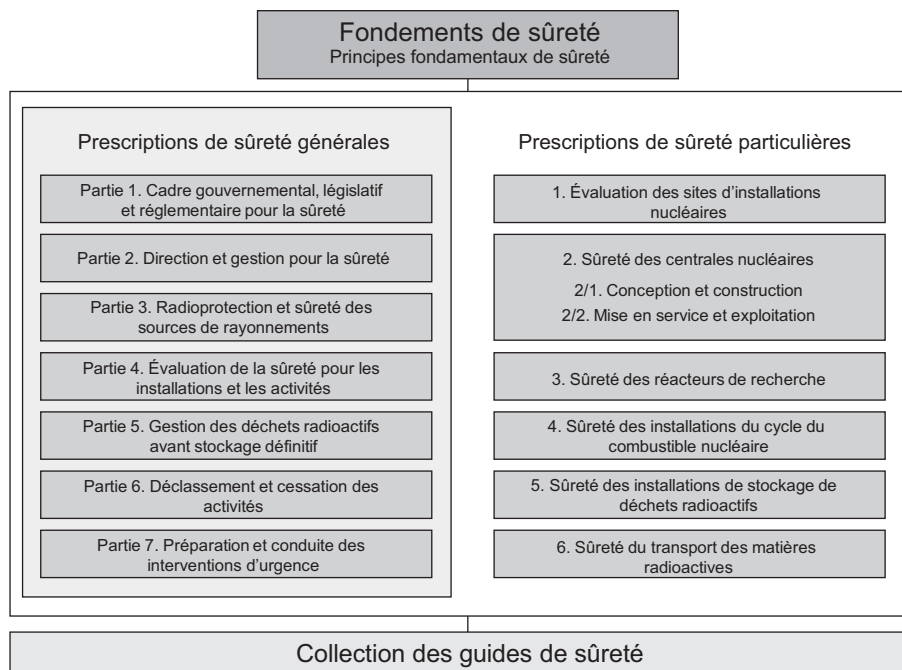 Fondements de sûreté
Principes fondamentaux de sûreté
Prescriptions de sûreté générales
Partie 1. Cadre gouvernemental, législatif
et réglementaire pour la sûreté
Partie 2. Direction et gestion pour la sûreté
Partie 3. Radioprotection et sûreté des
sources de rayonnements
Partie 4. Évaluation de la sûreté pour les
installations et les activités
Partie 5. Gestion des déchets radioactifs
avant stockage définitif
Partie 6. Déclassement et cessation des
activités
Partie 7. Préparation et conduite des
interventions d'urgence
Prescriptions de sûreté particulières
1. Évaluation des sites d'installations
nucléaires
2. Sûreté des centrales nucléaires
2/1. Conception et construction
2/2. Mise en service et exploitation
3. Sûreté des réacteurs de recherche
4. Sûreté des installations du cycle du
combustible nucléaire
5. Sûreté des installations de stockage de
déchets radioactifs
6. Sûreté du transport des matières
radioactives
Collection des guides de sûreté